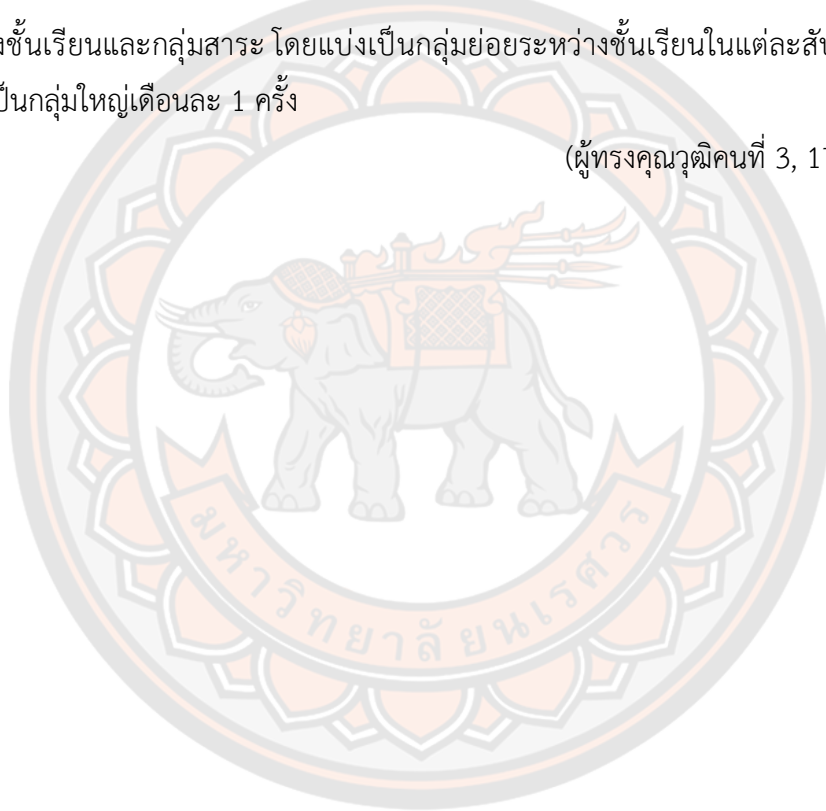 งชั้นเรียนและกลุ่มสาระ โดยแบ่งเป็นกลุ่มย่อยระหว่างชั้นเรียนในแต่ละสั
ป็นกลุ่มใหญ่เดือนละ 1 ครั้ง
(ผู้ทรงคุณวุฒิคนที่ 3, 1
มหาวิทยาลัยนเรศวร